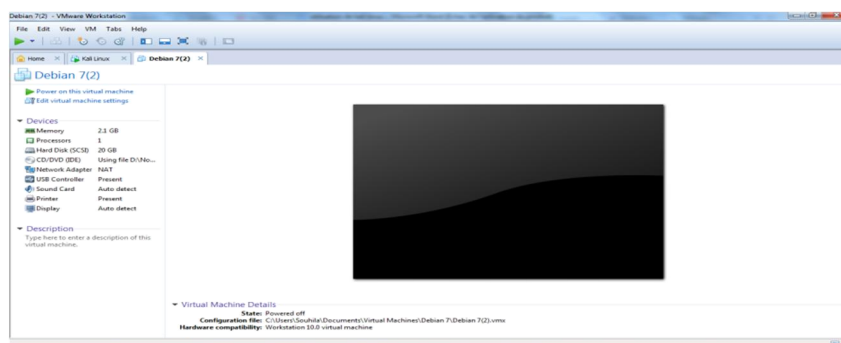 Debian 7(2) - VMware Workstation
File Edit View VM Tabs Help
Home Kali Linux Debian 7(2)
Debian 7(2)
Power on this virtual machine
Edit virtual machine settings
Devices
Memory 2.1 GB
Processors 1
Hard Disk (SCSI) 20 GB
CD/DVD (IDE) Using file D:\No...
Network Adapter NAT
USB Controller Present
Sound Card Auto detect
Printer Present
Display Auto detect
Description
Type here to enter a description of this
virtual machine.
Virtual Machine Details
State: Powered off
Configuration file: C:\Users\Souhila\Documents\Virtual Machines\Debian 7\Debian 7(2).vmx
Hardware compatibility: Workstation 10.0 virtual machine